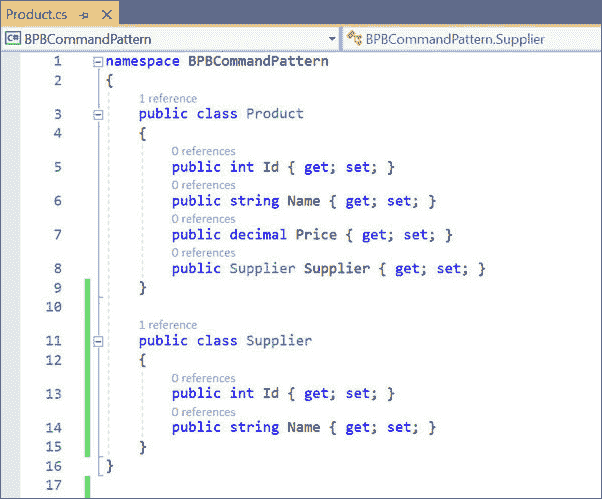 Product.cs
C# BPBCommandPattern BPBCommandPattern.Supplier
1 namespace BPBCommandPattern
2 {
1 reference
3 public class Product
4 {
0 references
5 public int Id { get; set; }
0 references
6 public string Name { get; set; }
0 references
7 public decimal Price { get; set; }
0 references
8 public Supplier Supplier { get; set; }
9 }
10
1 reference
11 public class Supplier
12 {
0 references
13 public int Id { get; set; }
0 references
14 public string Name { get; set; }
15 }
16 }
17